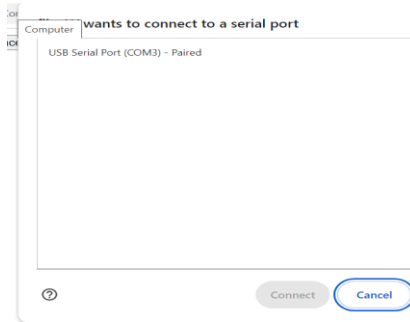 wants to connect to a serial port
Computer
USB Serial Port (COM3) - Paired
Connect
Cancel